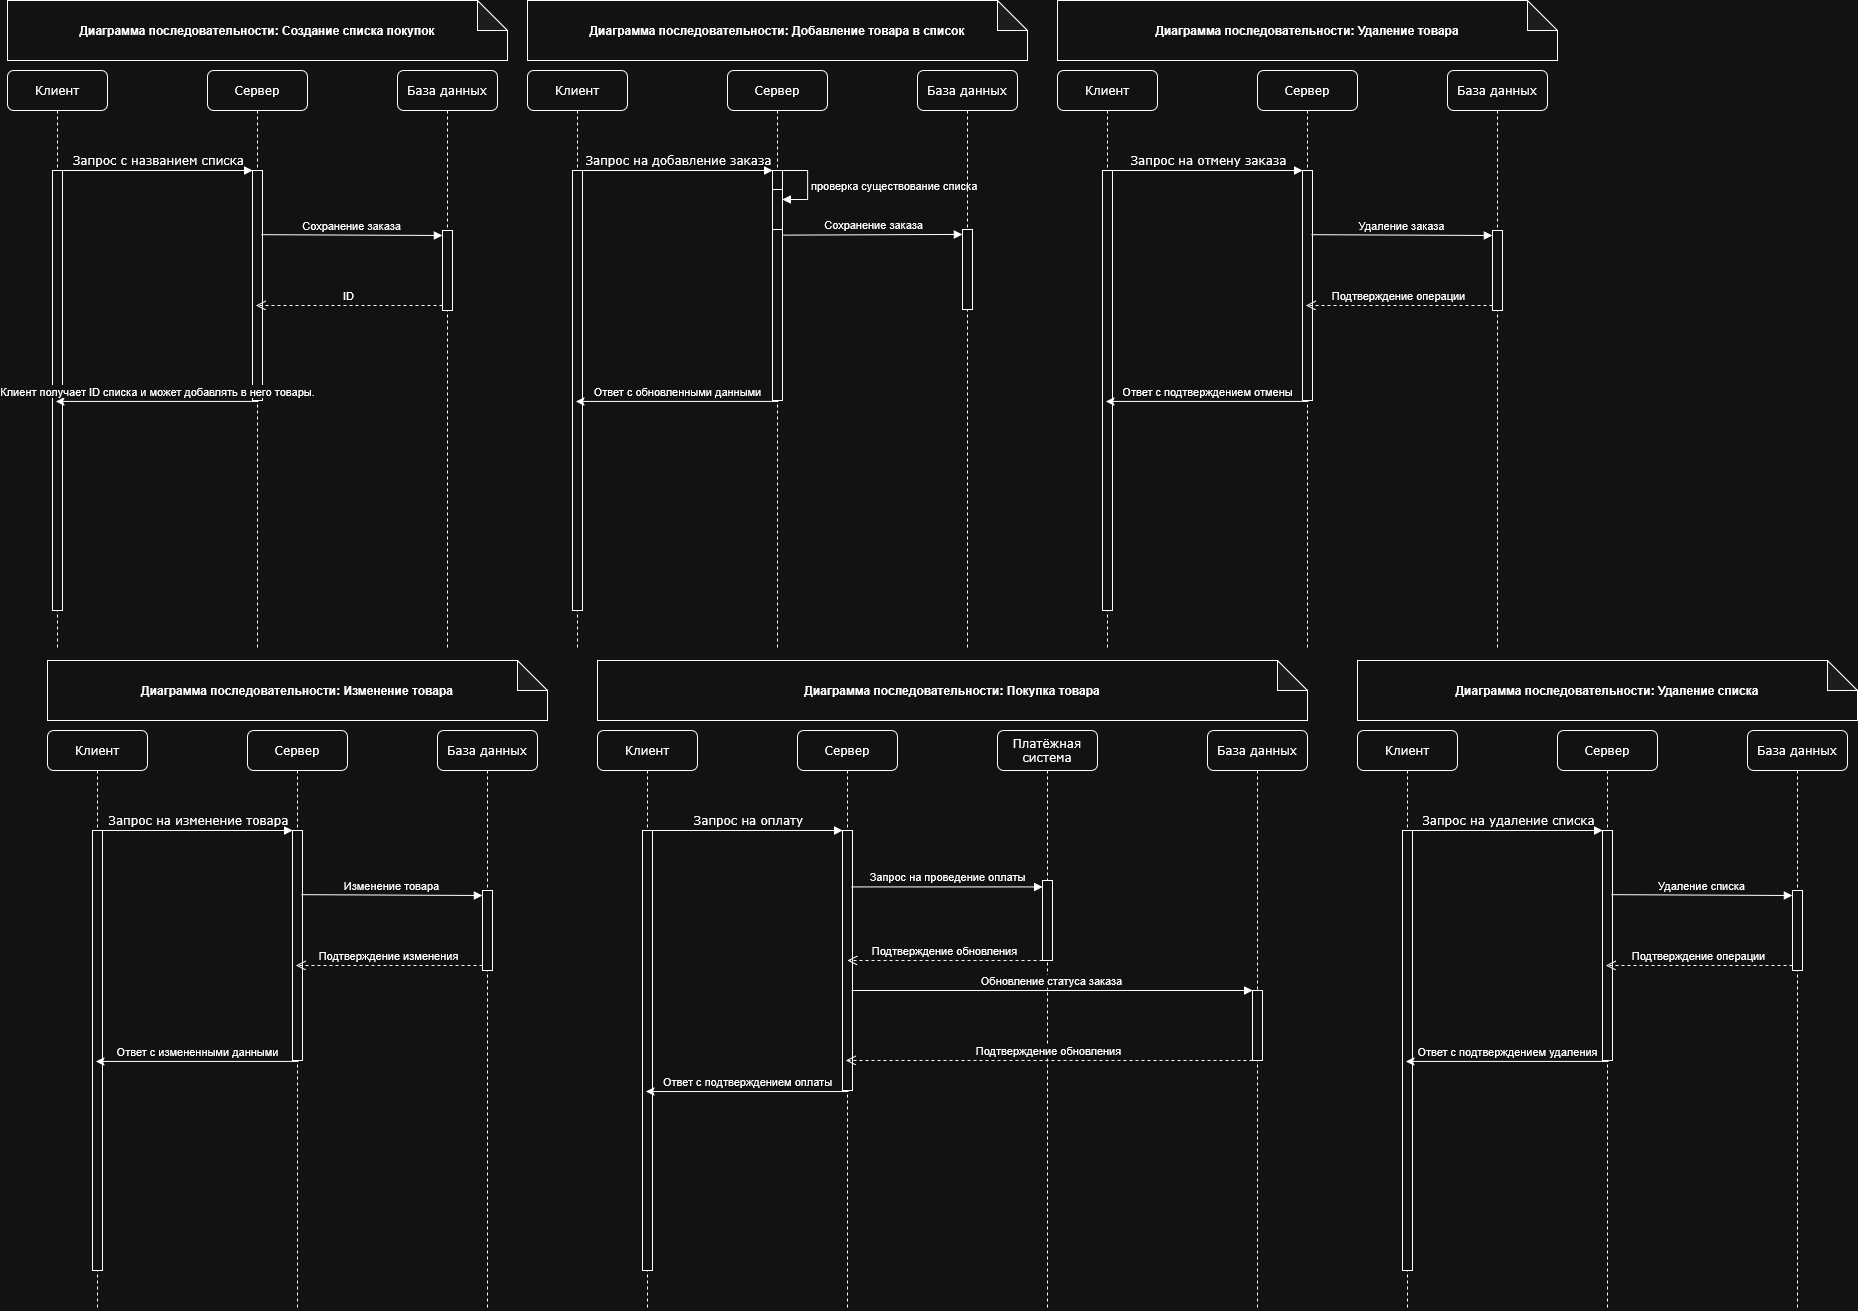 Диаграмма последовательности: Создание списка покупок
Клиент
Сервер
База данных
Запрос с названием списка
Сохранение заказа
ID
Клиент получает ID списка и может добавлять в него товары.
Диаграмма последовательности: Добавление товара в список
Клиент
Сервер
База данных
Запрос на добавление заказа
проверка существование списка
Сохранение заказа
Ответ с обновленными данными
Диаграмма последовательности: Удаление товара
Клиент
Сервер
База данных
Запрос на отмену заказа
Удаление заказа
Подтверждение операции
Ответ с подтверждением отмены
Диаграмма последовательности: Изменение товара
Клиент
Сервер
База данных
Запрос на изменение товара
Изменение товара
Подтверждение изменения
Ответ с измененными данными
Диаграмма последовательности: Покупка товара
Клиент
Сервер
Платёжная
система
База данных
Запрос на оплату
Запрос на проведение оплаты
Подтверждение обновления
Обновление статуса заказа
Подтверждение обновления
Ответ с подтверждением оплаты
Диаграмма последовательности: Удаление списка
Клиент
Сервер
База данных
Запрос на удаление списка
Удаление списка
Подтверждение операции
Ответ с подтверждением удаления